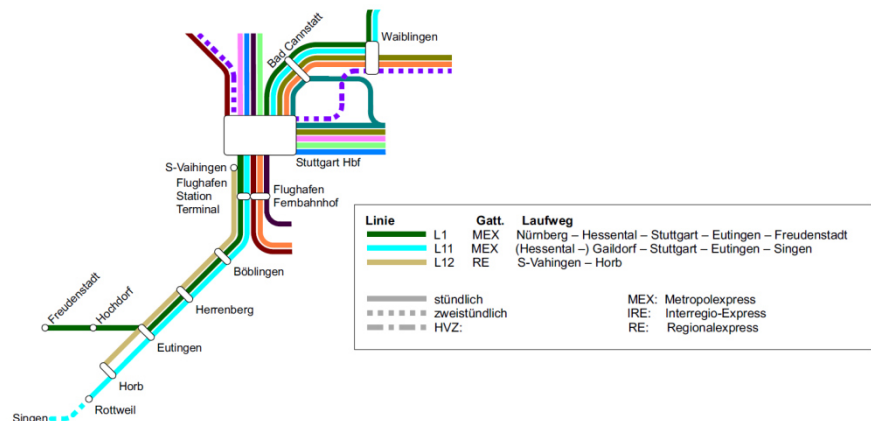 Bad Cannstatt
Waiblingen
Stuttgart Hbf
S-Vaihingen
Flughafen
Station
Terminal
Flughafen
Fernbahnhof
Böblingen
Herrenberg
Freudenstadt
Hochdorf
Eutingen
Horb
Rottweil
Singen
Linie Gatt. Laufweg
L1 MEX Nürnberg – Hessental – Stuttgart – Eutingen – Freudenstadt
L11 MEX (Hessental –) Gaildorf – Stuttgart – Eutingen – Singen
L12 RE S-Vahingen – Horb
stündlich MEX: Metropolexpress
zweistündlich IRE: Interregio-Express
HVZ: RE: Regionalexpress